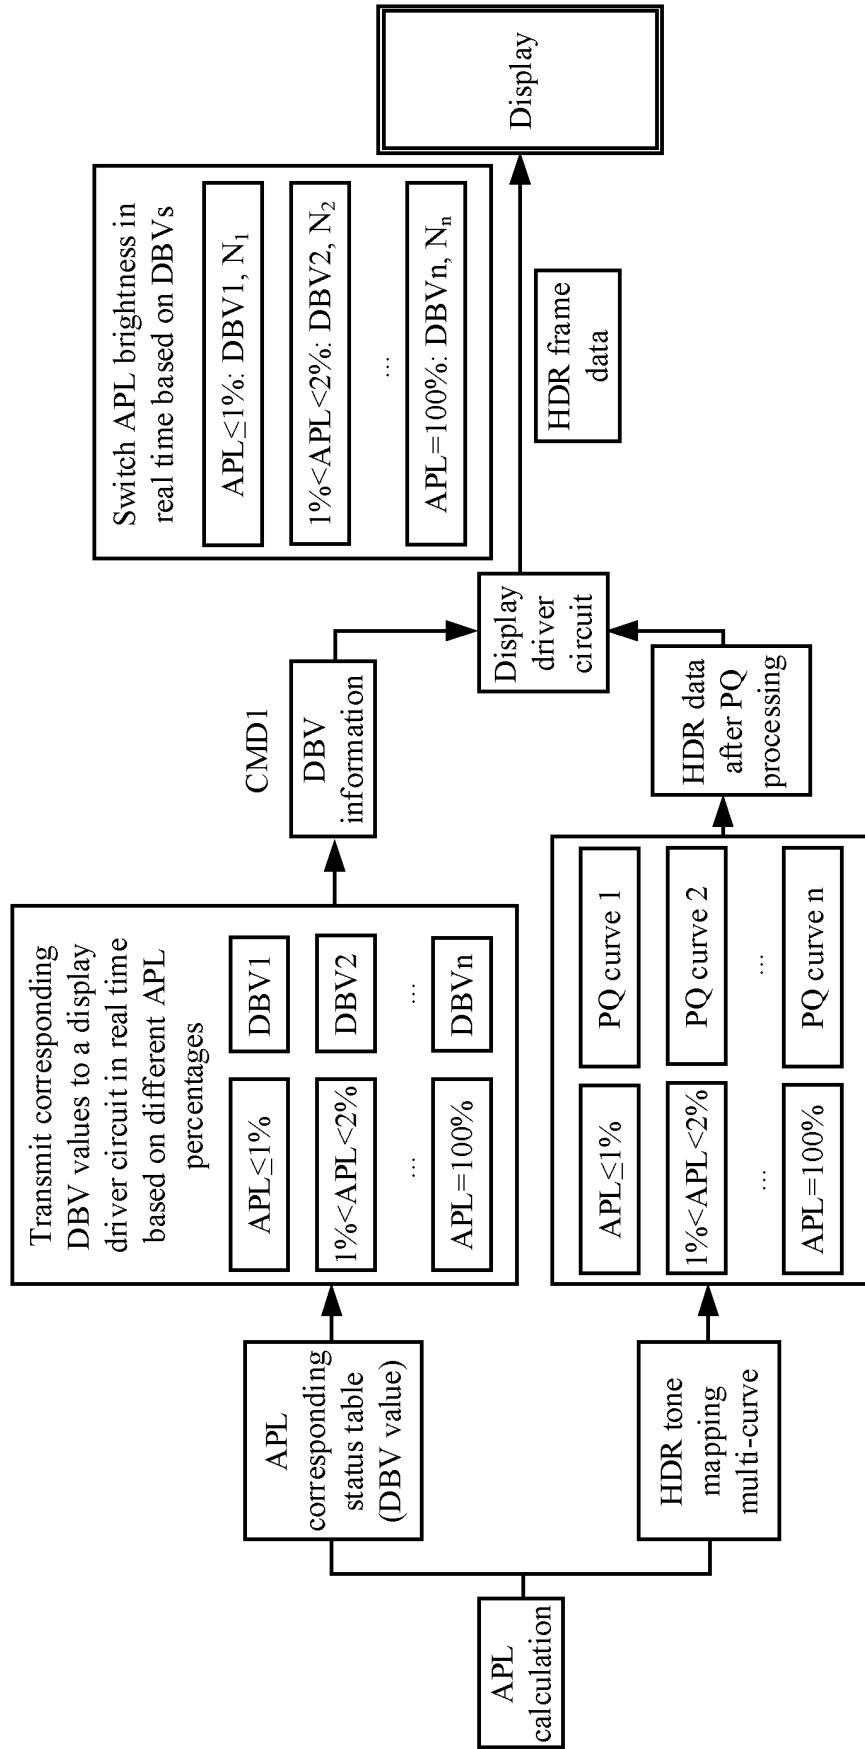 APL
calculation
APL
corresponding
status table
(DBV value)
HDR tone
mapping
multi-curve
Transmit corresponding
DBV values to a display
driver circuit in real time
based on different APL
percentages
APL≤1%
DBV1
1%<APL<2%
DBV2
...
...
APL=100%
DBVn
APL≤1%
PQ curve 1
1%<APL<2%
PQ curve 2
...
...
APL=100%
PQ curve n
CMD1
DBV
information
HDR data
after PQ
processing
Display
driver
circuit
Switch APL brightness in
real time based on DBVs
APL≤1%: DBV1, N₁
1%<APL<2%: DBV2, N₂
...
APL=100%: DBVn, Nₙ
HDR frame
data
Display